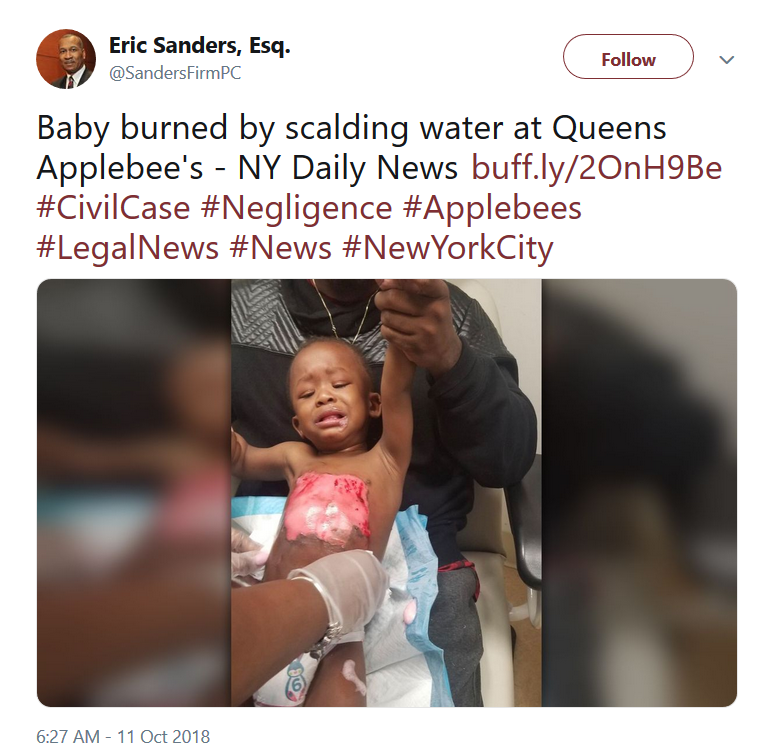 Eric Sanders, Esq.
@SandersFirmPC
Follow
Baby burned by scalding water at Queens
Applebee's - NY Daily News buff.ly/2OnH9Be
#CivilCase #Negligence #Applebees
#LegalNews #News #NewYorkCity
6
6:27 AM - 11 Oct 2018